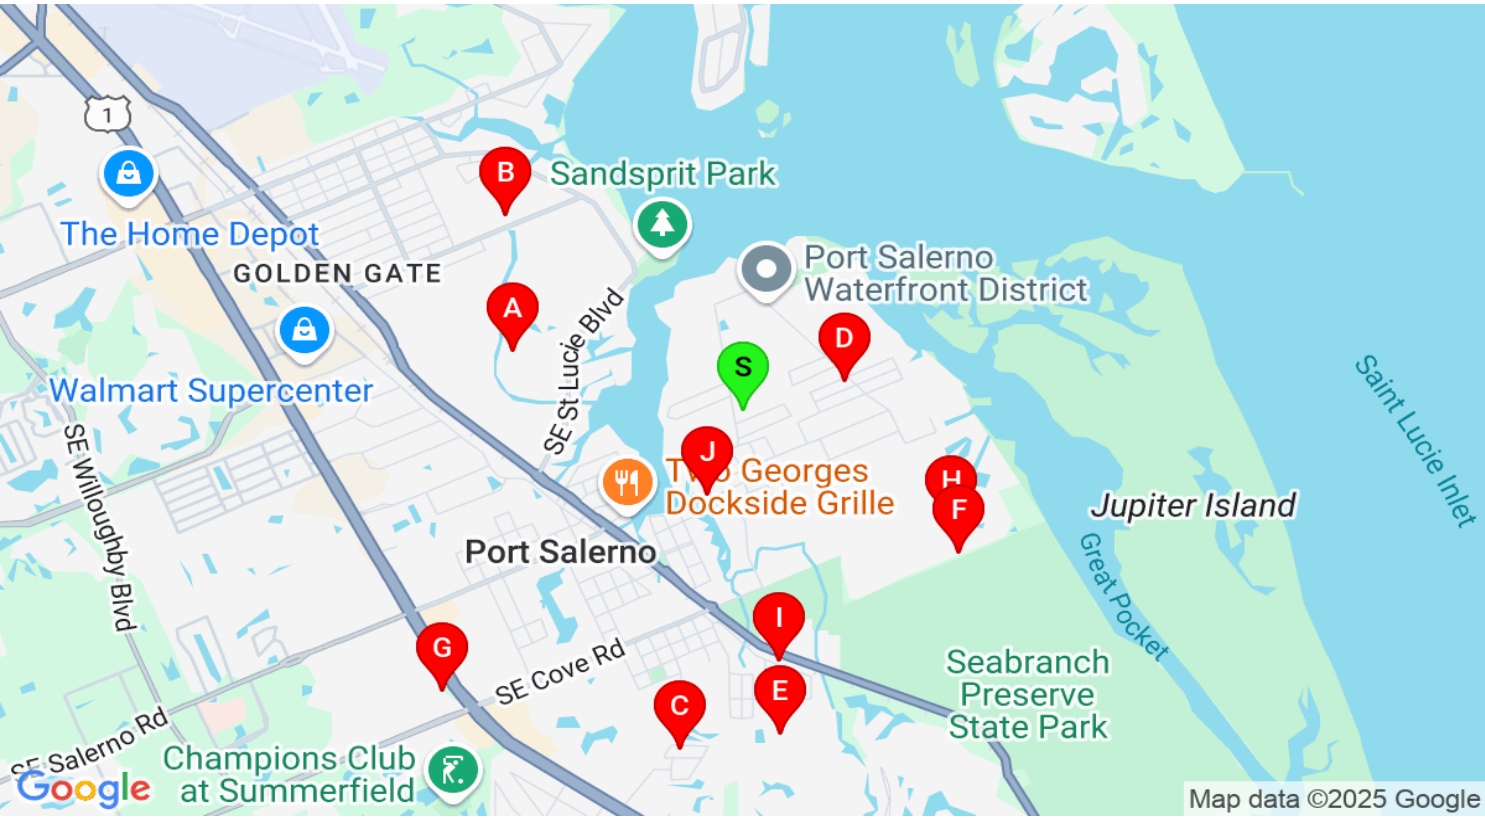 1
B
Sandsprit Park
The Home Depot
GOLDEN GATE
Port Salerno
Waterfront District
A
D
SE St Lucie Blvd
Walmart Supercenter
S
Saint Lucie Inlet
SE Willoughby Blvd
J
Two Georges
Dockside Grille
H
F
Jupiter Island
Port Salerno
Great Pocket
I
G
SE Cove Rd
Seabranch
Preserve
State Park
E
C
SE Salerno Rd
Champions Club
at Summerfield
Google
Map data ©2025 Google